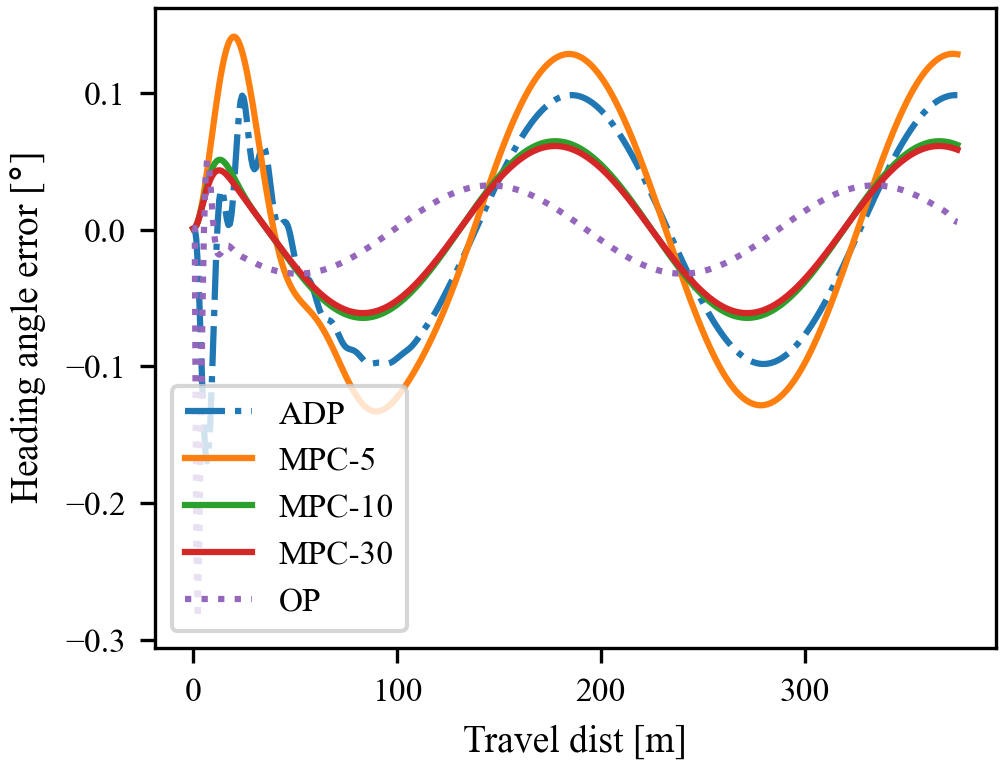 Heading angle error [°]
0.1
0.0
−0.1
−0.2
−0.3
ADP
MPC-5
MPC-10
MPC-30
OP
0 100 200 300
Travel dist [m]